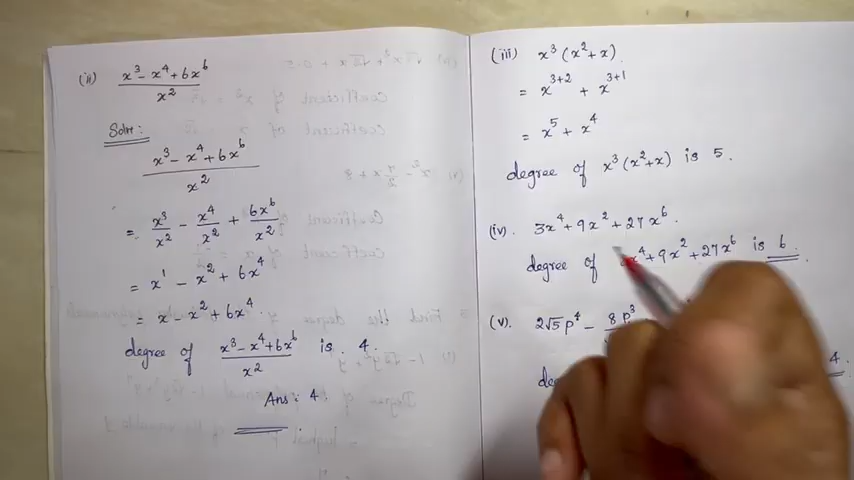 (ii) x³ - x⁴ + 6x⁶ / x²
Soln:
x³ - x⁴ + 6x⁶ / x²
= x³/x² - x⁴/x² + 6x⁶/x²
= x¹ - x² + 6x⁴
= x - x² + 6x⁴.
degree of x³ - x⁴ + 6x⁶ / x² is . 4.
Ans: 4
(iii) x³ (x² + x)
= x³⁺² + x³⁺¹
= x⁵ + x⁴
degree of x³ (x² + x) is 5.
(iv). 3x⁴ + 9x² + 27x⁶.
degree of x⁴ + 9x² + 27x⁶ is 6.
(v). 2√5p⁴ - 8p³
4.